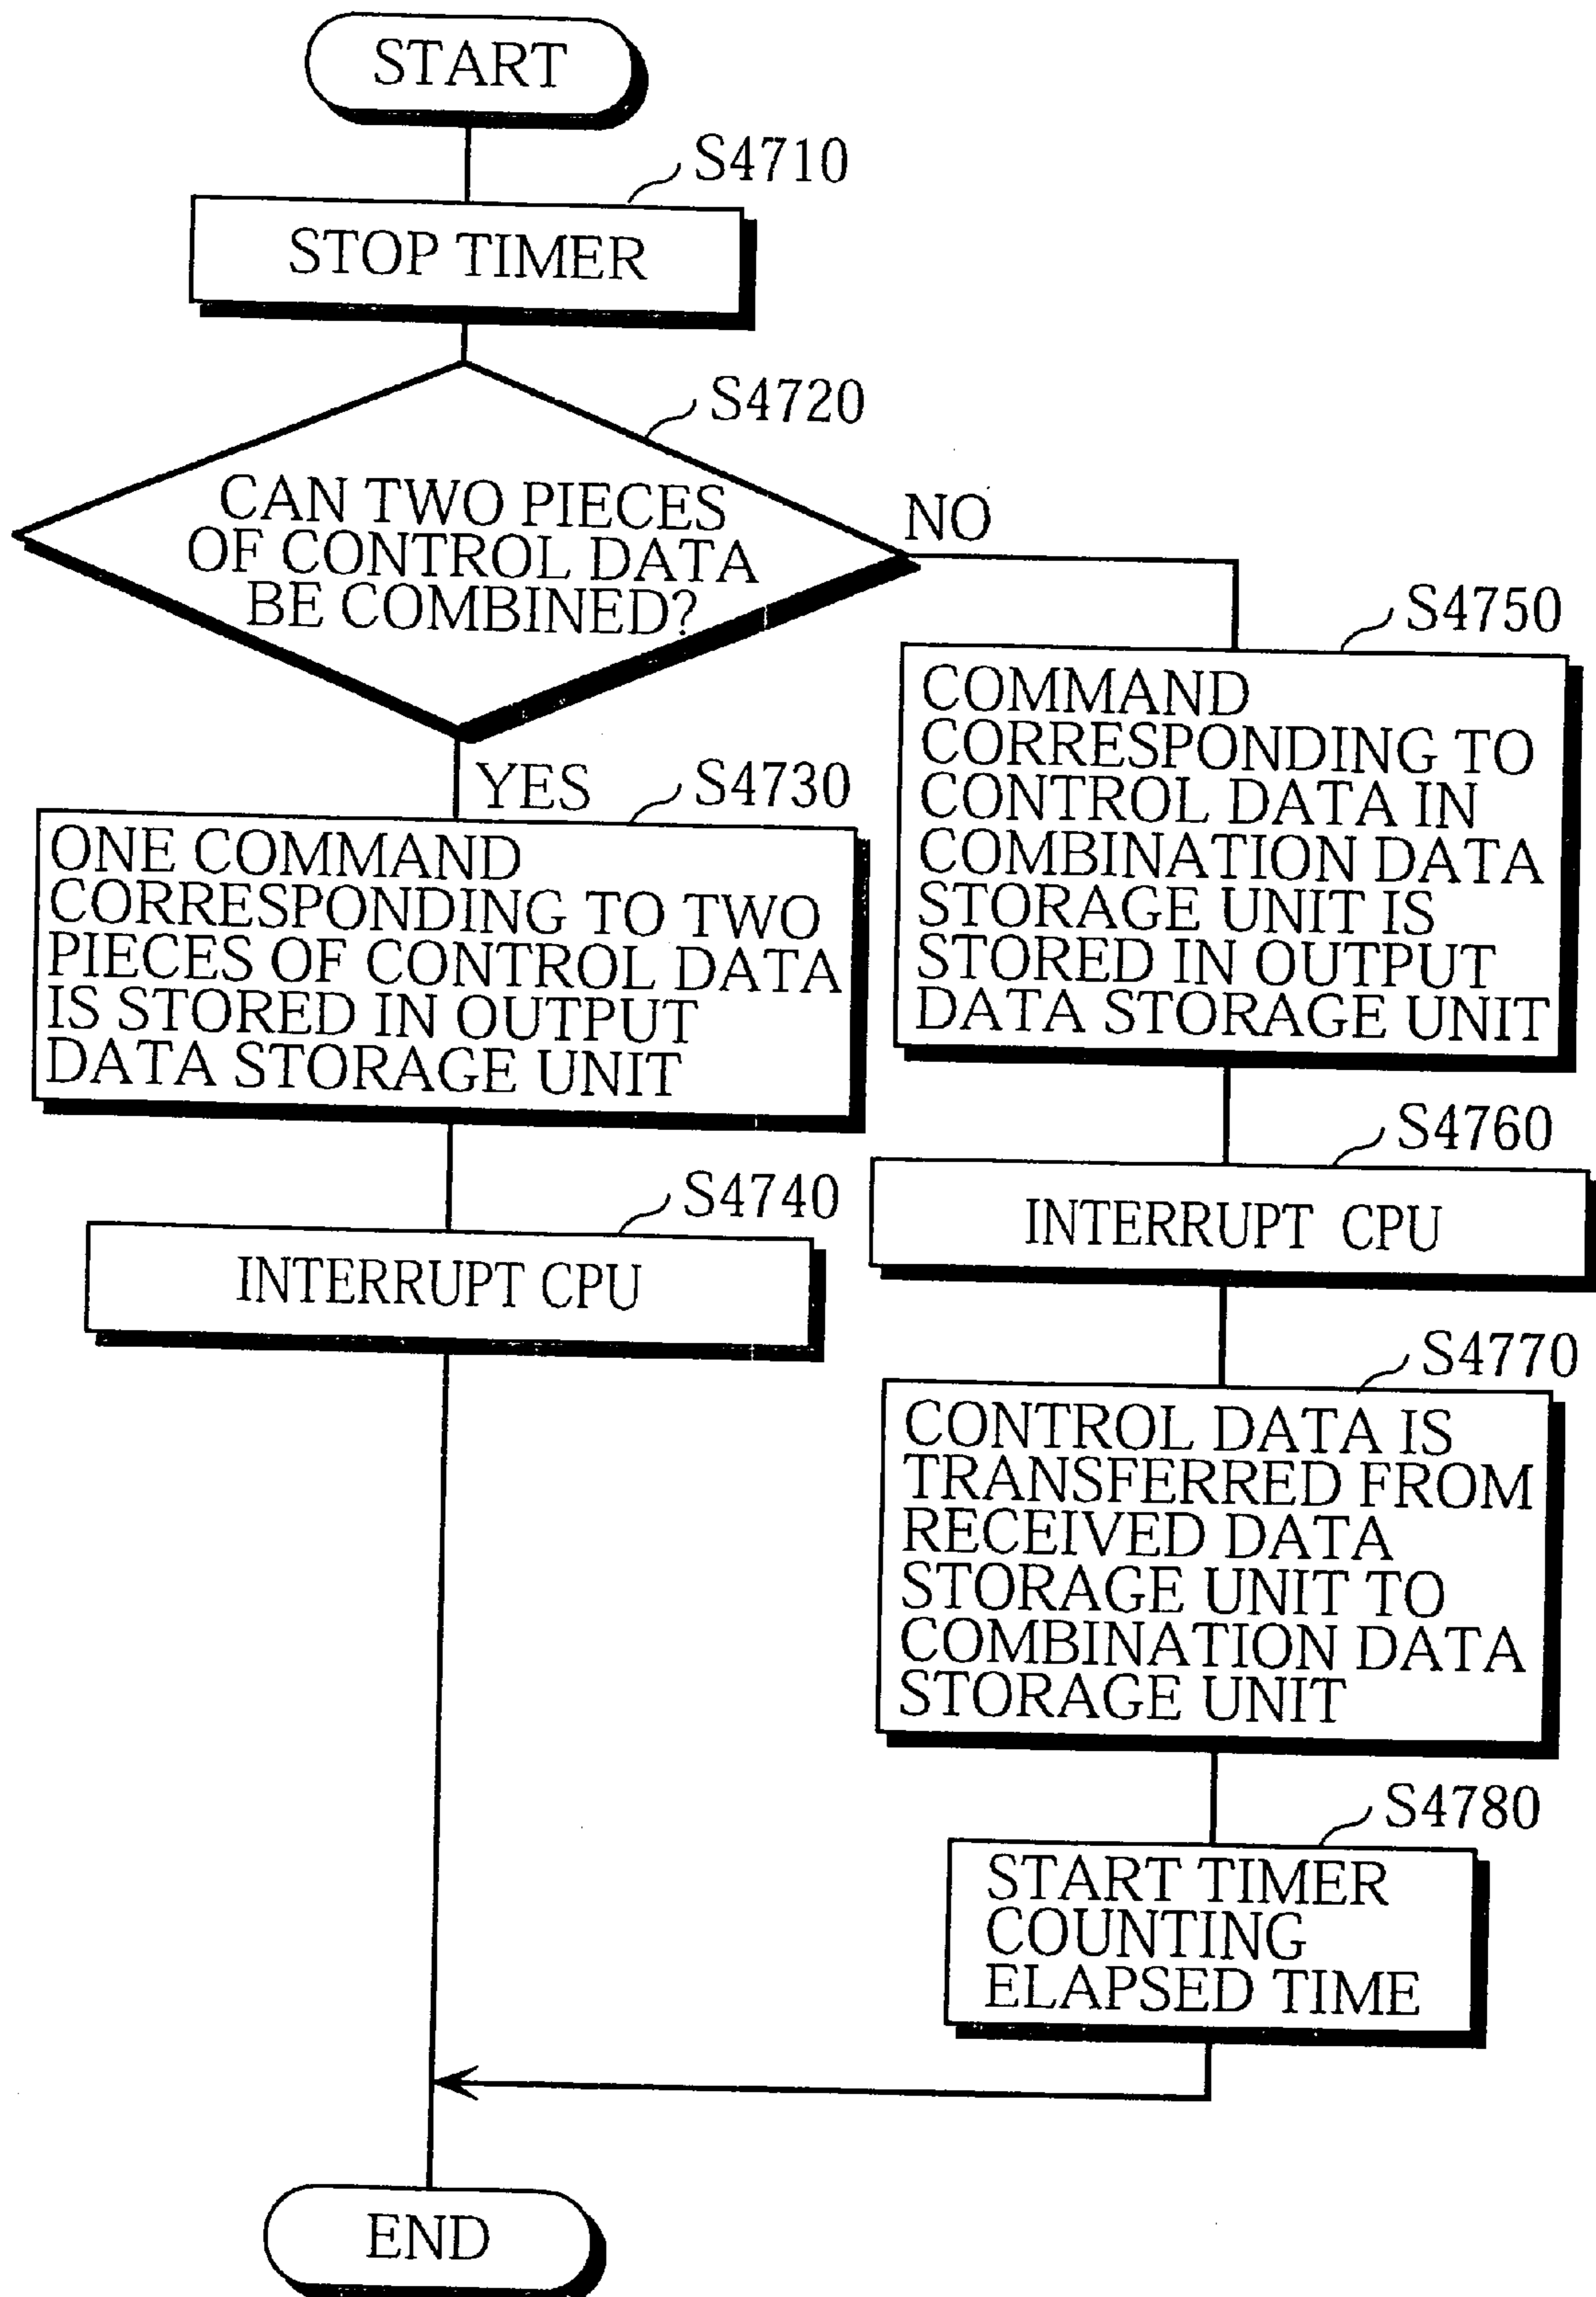 START
S4710
STOP TIMER
S4720
CAN TWO PIECES
OF CONTROL DATA
BE COMBINED?
NO
YES
S4730
ONE COMMAND
CORRESPONDING TO TWO
PIECES OF CONTROL DATA
IS STORED IN OUTPUT
DATA STORAGE UNIT
S4740
INTERRUPT CPU
S4750
COMMAND
CORRESPONDING TO
CONTROL DATA IN
COMBINATION DATA
STORAGE UNIT IS
STORED IN OUTPUT
DATA STORAGE UNIT
S4760
INTERRUPT CPU
S4770
CONTROL DATA IS
TRANSFERRED FROM
RECEIVED DATA
STORAGE UNIT TO
COMBINATION DATA
STORAGE UNIT
S4780
START TIMER
COUNTING
ELAPSED TIME
END